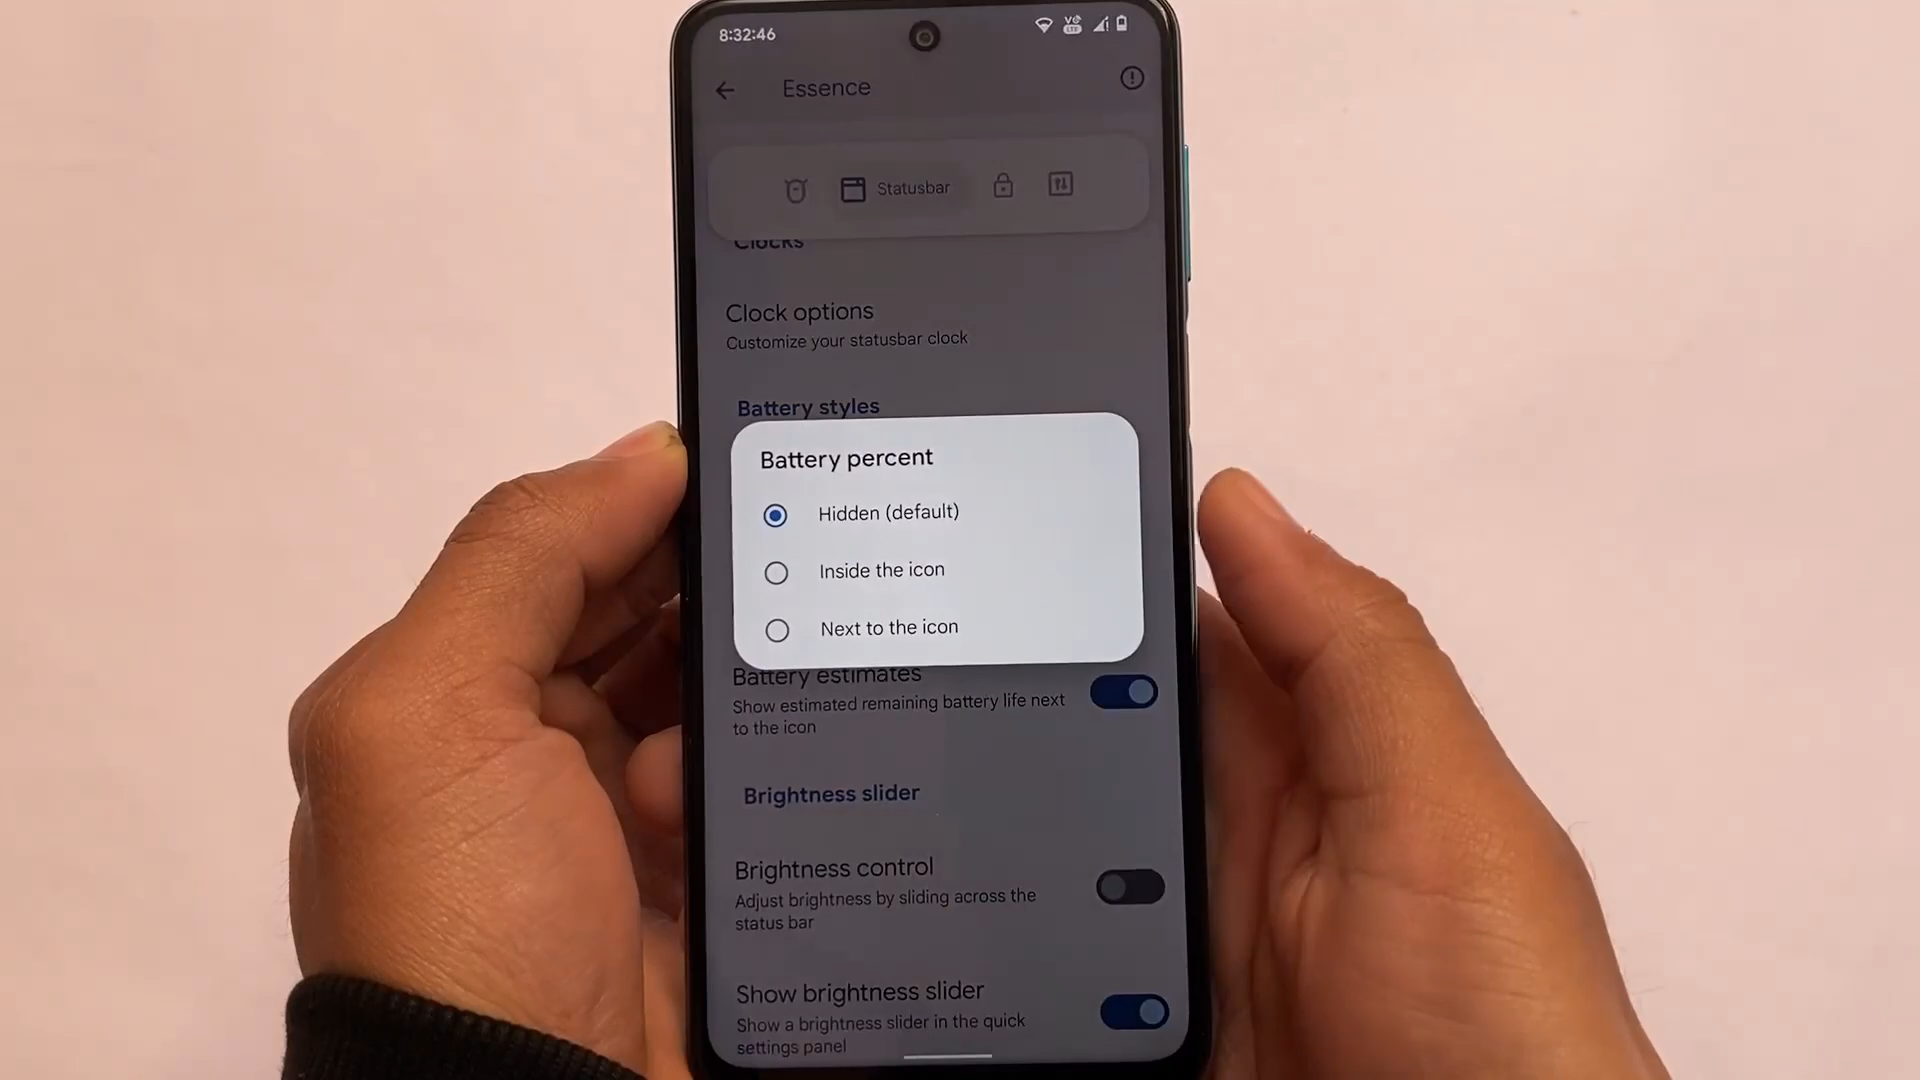 8:32:46
Vo
LTE
Essence
Statusbar
Clocks
Clock options
Customize your statusbar clock
Battery styles
Battery percent
Hidden (default)
Inside the icon
Next to the icon
Battery estimates
Show estimated remaining battery life next
to the icon
Brightness slider
Brightness control
Adjust brightness by sliding across the
status bar
Show brightness slider
Show a brightness slider in the quick
settings panel